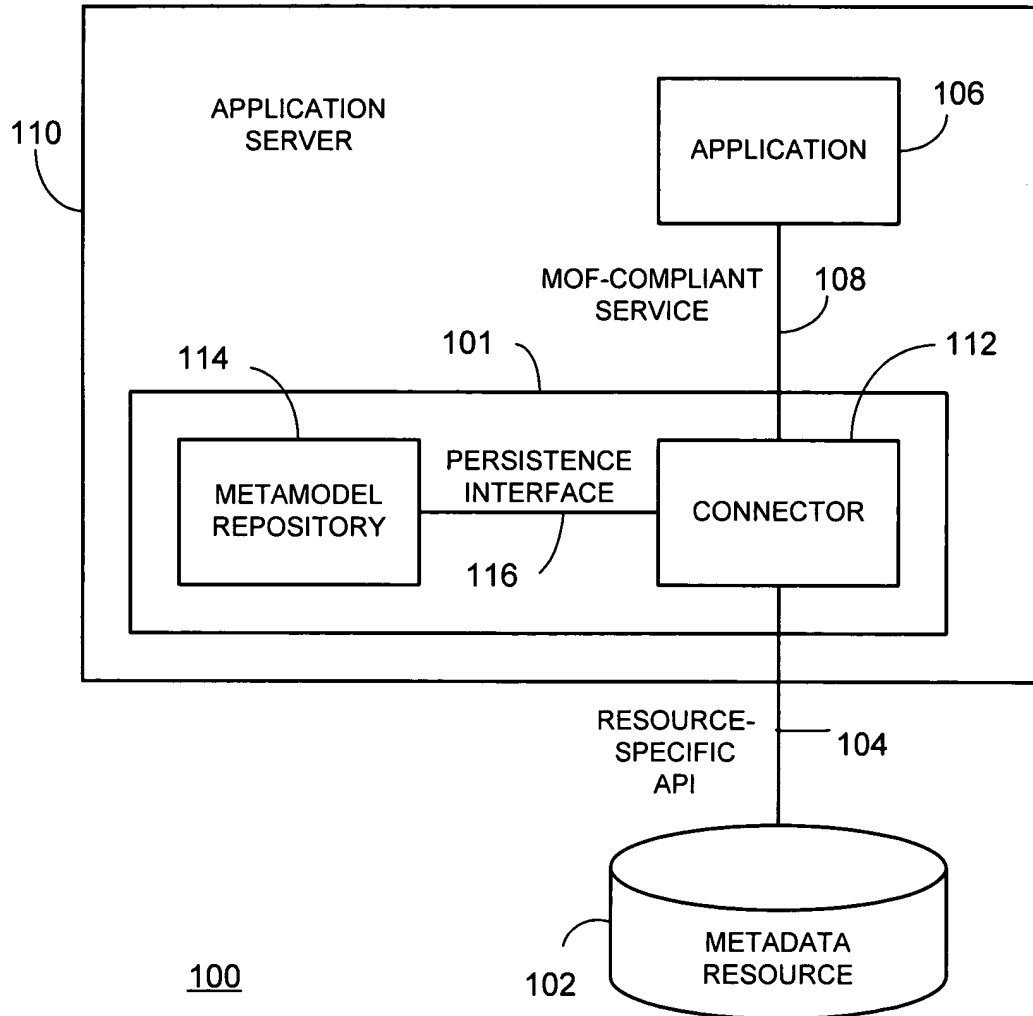 106
APPLICATION
SERVER
110
APPLICATION
MOF-COMPLIANT
SERVICE
108
101
112
114
PERSISTENCE
INTERFACE
METAMODEL
REPOSITORY
CONNECTOR
116
RESOURCE-
SPECIFIC
API
104
METADATA
RESOURCE
100
102